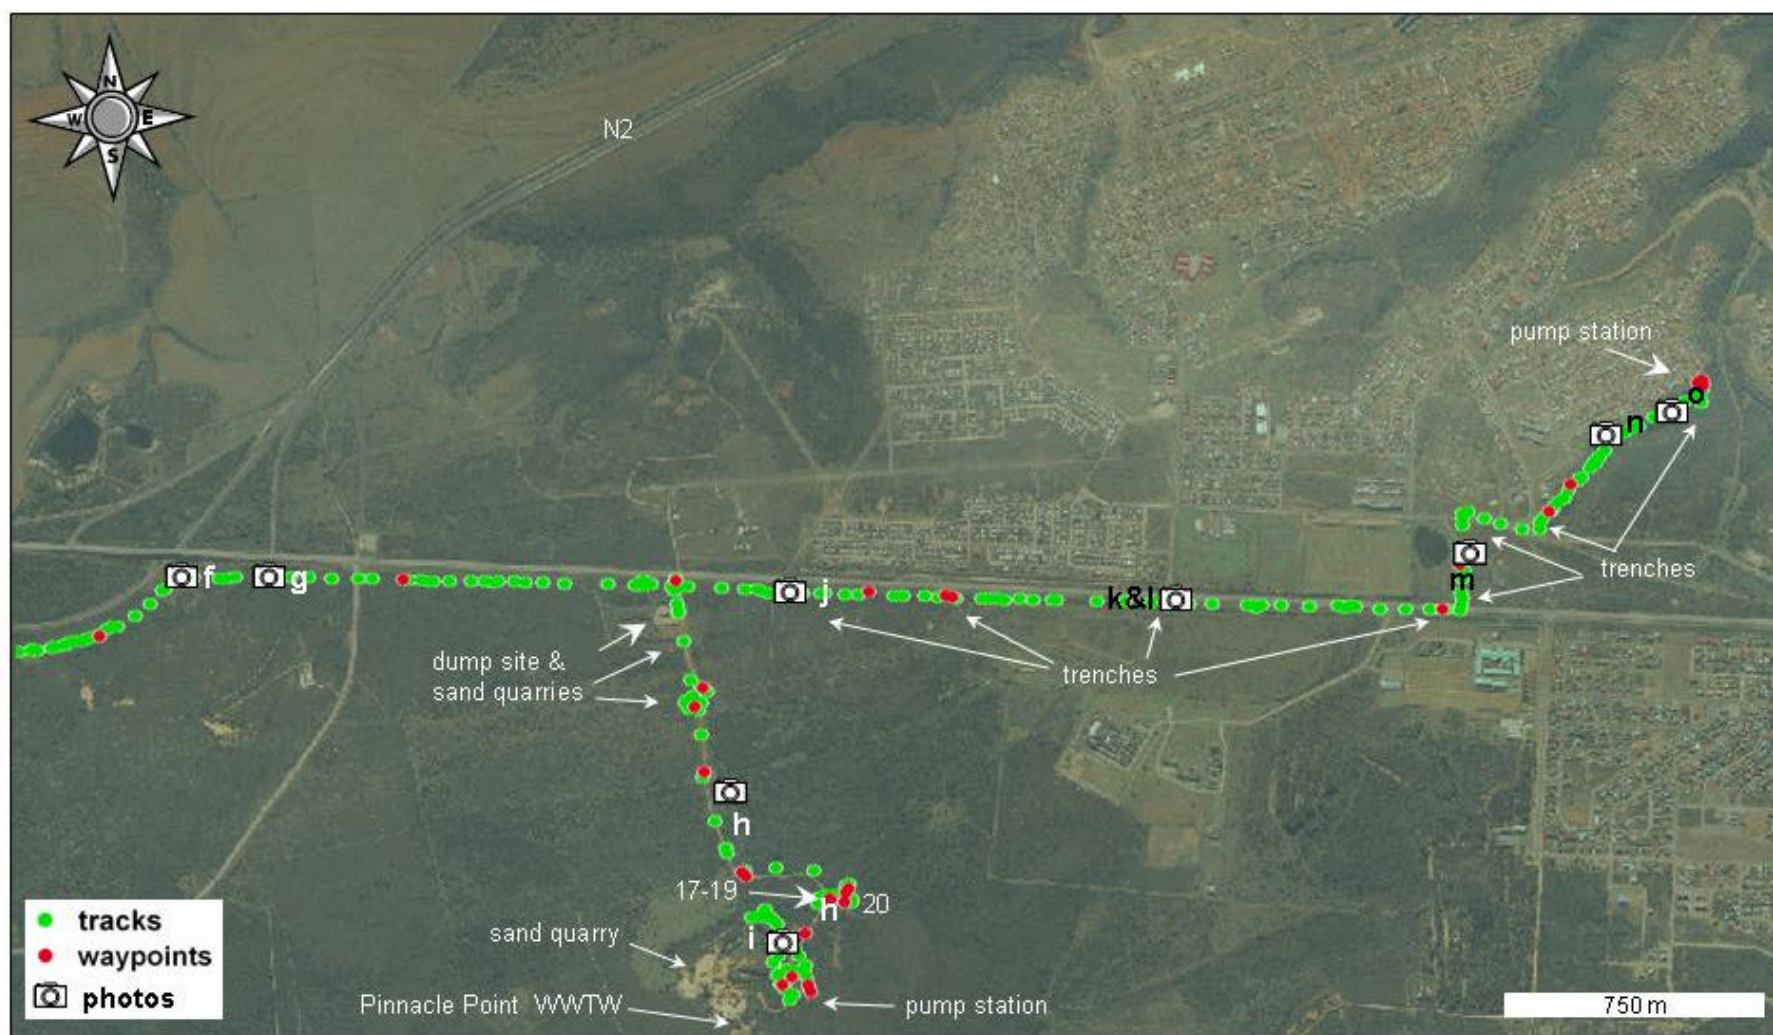 N
W E
S
N2
pump station
o
n
trenches
m
f
g
j
k&l
dump site &
sand quarries
trenches
h
17-19
h
20
i
sand quarry
Pinnacle Point WWTW
pump station
tracks
waypoints
photos
750 m